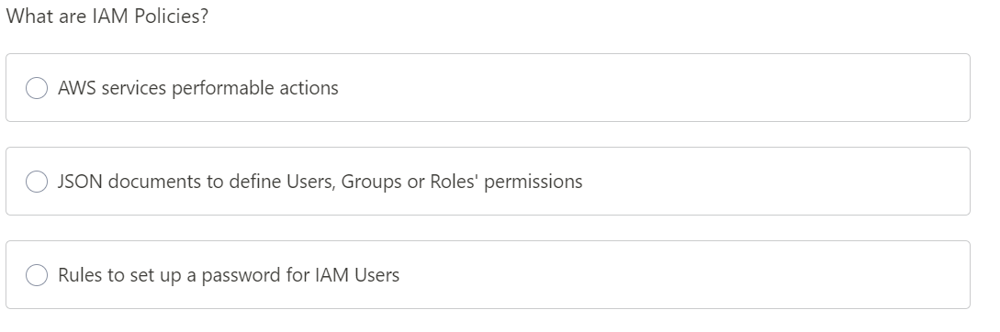 What are IAM Policies?
AWS services performable actions
JSON documents to define Users, Groups or Roles' permissions
Rules to set up a password for IAM Users